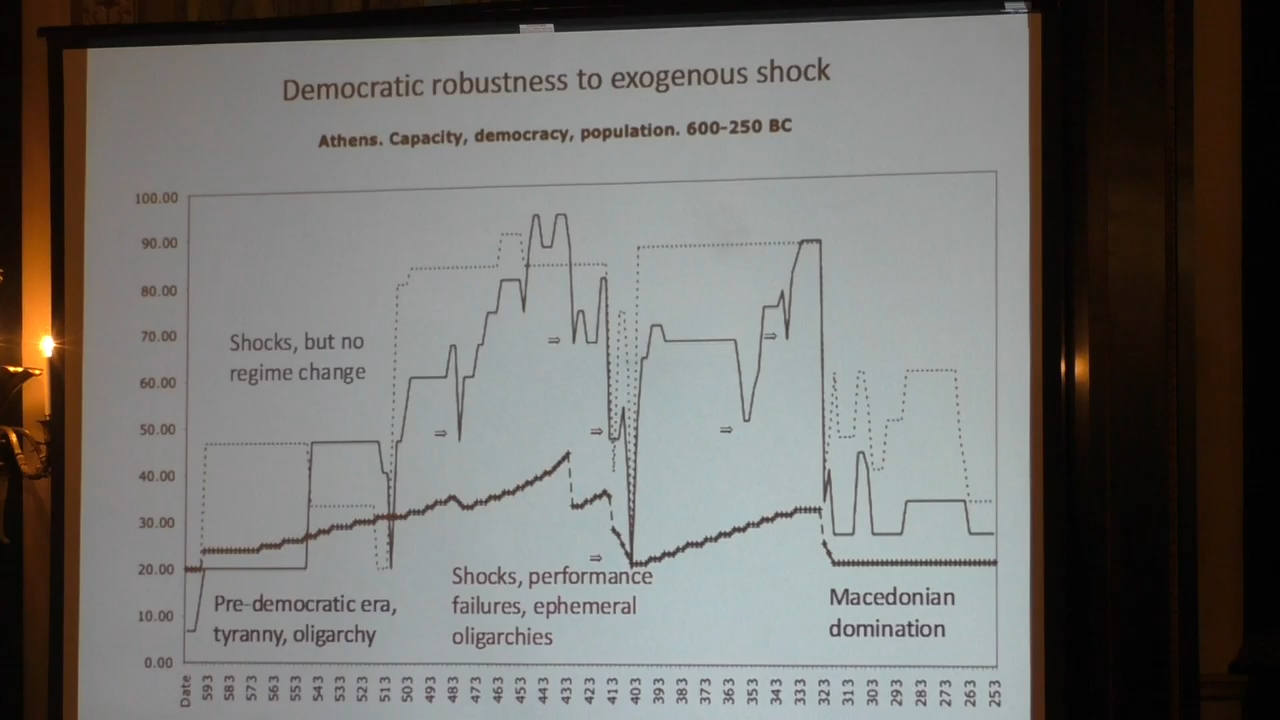 Democratic robustness to exogenous shock
Athens. Capacity, democracy, population. 600-250 BC
100.00
90.00
80.00
70.00
60.00
50.00
40.00
30.00
20.00
10.00
0.00
Shocks, but no
regime change
Pre-democratic era,
tyranny, oligarchy
Shocks, performance
failures, ephemeral
oligarchies
Macedonian
domination
Date 593 583 573 563 553 543 533 523 513 503 493 483 473 463 453 443 433 423 413 403 393 383 373 363 353 343 333 323 313 303 293 283 273 263 253